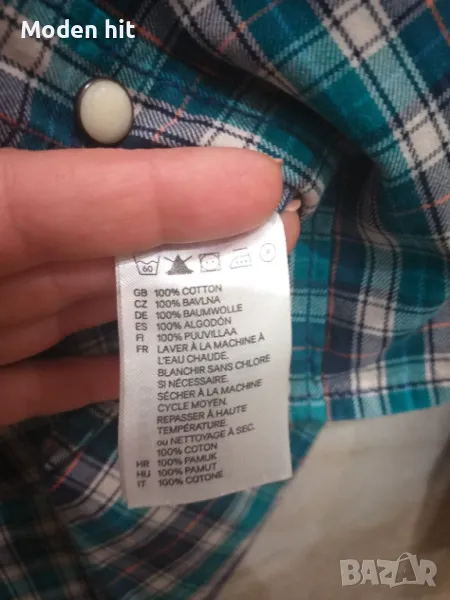 Moden hit
60
GB 100% COTTON
CZ 100% BAVLNA
DE 100% BAUMWOLLE
ES 100% ALGODÓN
FI 100% PUUVILLAA
FR LAVER À LA MACHINE À
L'EAU CHAUDE.
BLANCHIR SANS CHLORE
SI NÉCESSAIRE.
SÉCHER À LA MACHINE
CYCLE MOYEN.
REPASSER À HAUTE
TEMPÉRATURE.
ou NETTOYAGE À SEC.
100% COTON
HR 100% PAMUK
HU 100% PAMUT
IT 100% COTONE
BAZAR